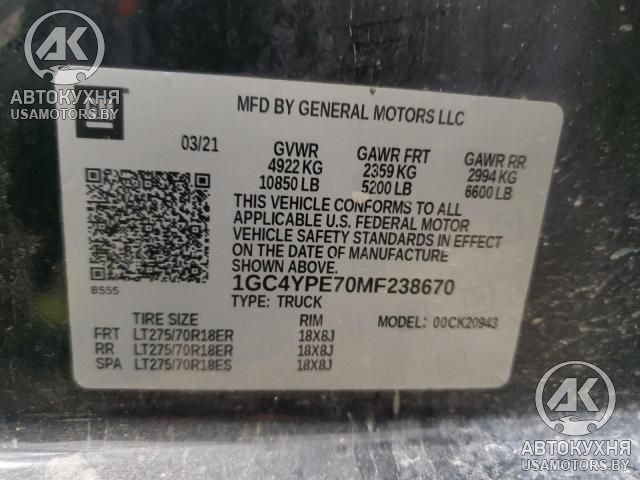 AK
АВТОКУХНЯ
USAMOTORS.BY
gm
MFD BY GENERAL MOTORS LLC
03/21
GVWR GAWR FRT GAWR RR
4922 KG 2359 KG 2994 KG
10850 LB 5200 LB 6600 LB
THIS VEHICLE CONFORMS TO ALL
APPLICABLE U.S. FEDERAL MOTOR
VEHICLE SAFETY STANDARDS IN EFFECT
ON THE DATE OF MANUFACTURE
SHOWN ABOVE.
8555
1GC4YPE70MF238670
TYPE: TRUCK
TIRE SIZE RIM MODEL: 00CK20943
FRT LT275/70R18ER 18X8J
RR LT275/70R18ER 18X8J
SPA LT275/70R18ES 18X8J
AK
АВТОКУХНЯ
USAMOTORS.BY